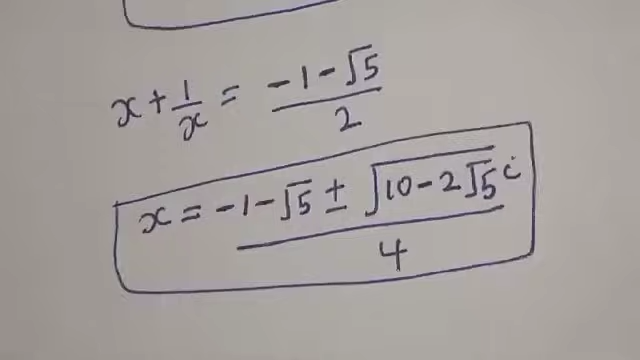 x + 1/x = (-1-√5)/2
x = (-1-√5 ± √(10-2√5) i)/4